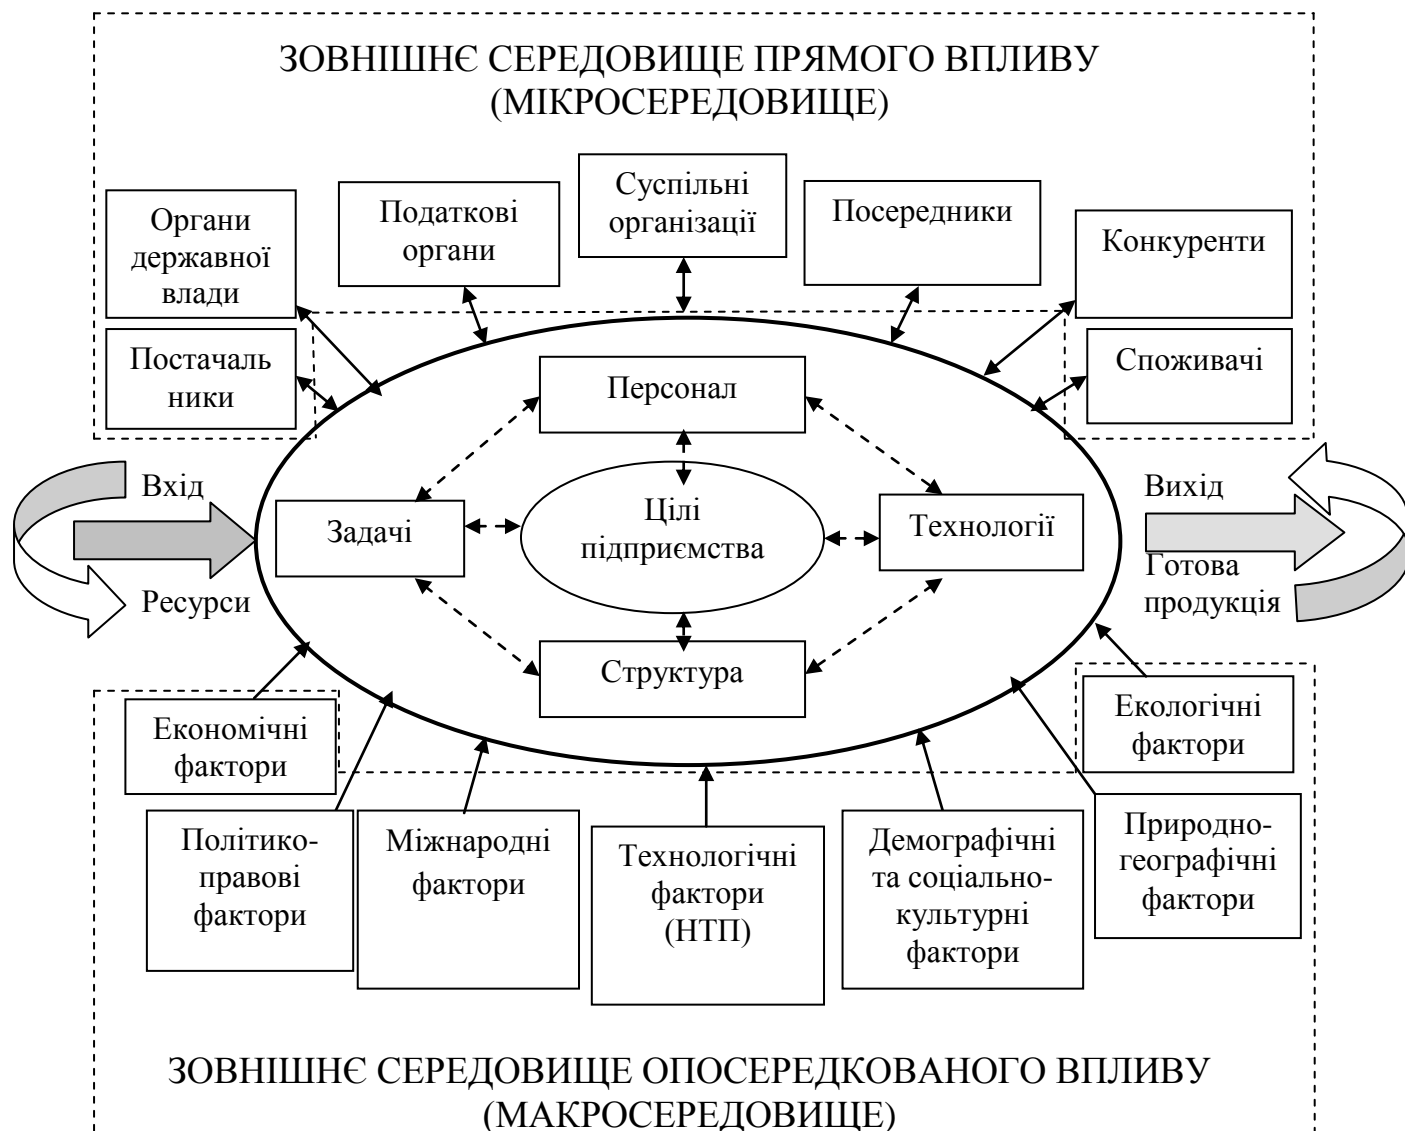 ЗОВНІШНЄ СЕРЕДОВИЩЕ ПРЯМОГО ВПЛИВУ
(МІКРОСЕРЕДОВИЩЕ)
Органи
державної
влади
Податкові
органи
Суспільні
організації
Посередники
Конкуренти
Постачаль
ники
Споживачі
Персонал
Вхід
Ресурси
Задачі
Цілі
підприємства
Технології
Вихід
Готова
продукція
Структура
Економічні
фактори
Екологічні
фактори
Політико-
правові
фактори
Міжнародні
фактори
Технологічні
фактори
(НТП)
Демографічні
та соціально-
культурні
фактори
Природно-
географічні
фактори
ЗОВНІШНЄ СЕРЕДОВИЩЕ ОПОСЕРЕДКОВАНОГО ВПЛИВУ
(МАКРОСЕРЕДОВИЩЕ)